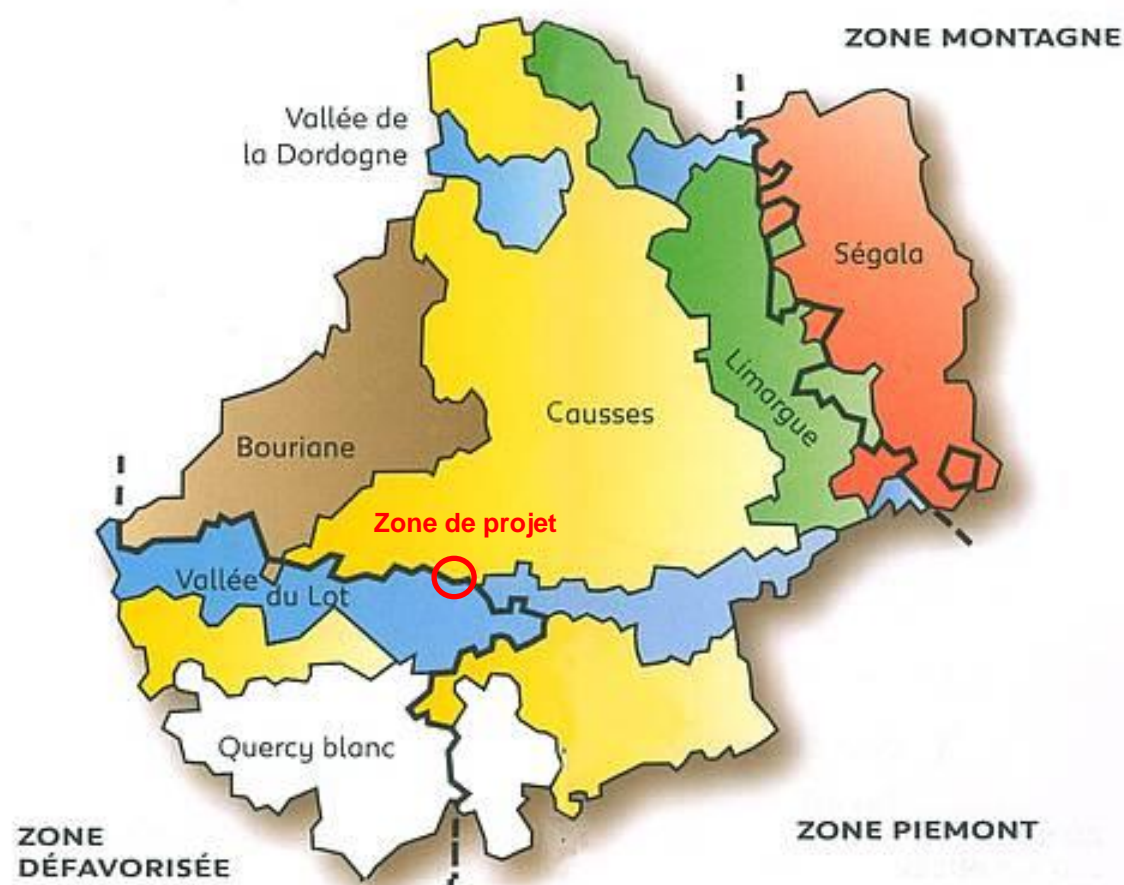 ZONE MONTAGNE
Vallée de
la Dordogne
Ségala
Limargue
Causses
Bouriane
Zone de projet
Vallée
du Lot
Quercy blanc
ZONE
DÉFAVORISÉE
ZONE PIEMONT